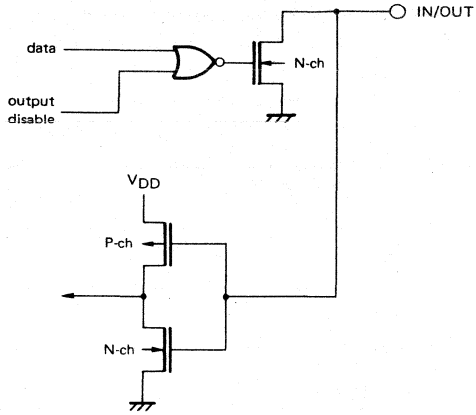 IN/OUT
data
N-ch
output
disable
VDD
P-ch
N-ch